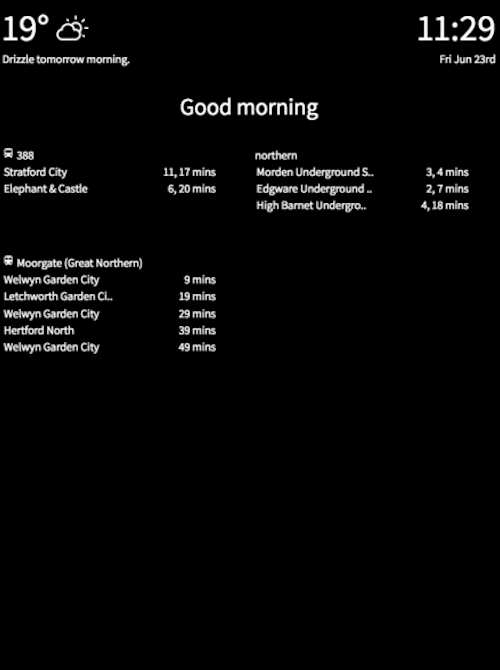 19°
11:29
Drizzle tomorrow morning.
Fri Jun 23rd
Good morning
388
Stratford City 11, 17 mins
Elephant & Castle 6, 20 mins
northern
Morden Underground S.. 3, 4 mins
Edgware Underground .. 2, 7 mins
High Barnet Undergro.. 4, 18 mins
Moorgate (Great Northern)
Welwyn Garden City 9 mins
Letchworth Garden Ci.. 19 mins
Welwyn Garden City 29 mins
Hertford North 39 mins
Welwyn Garden City 49 mins